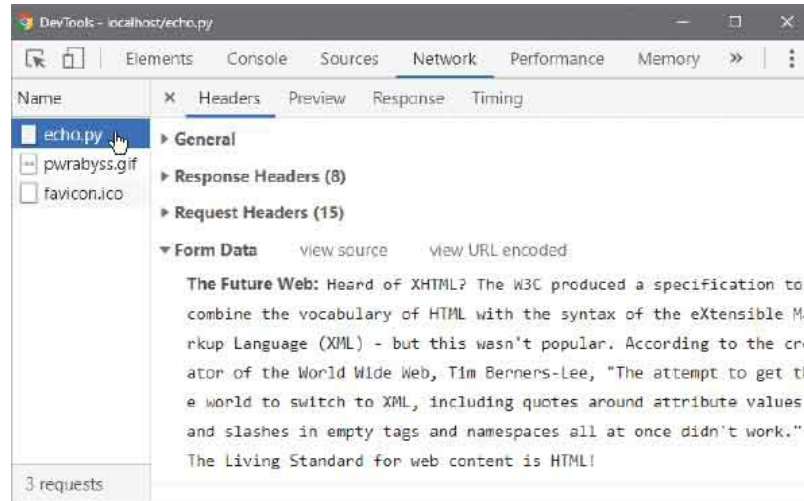 DevTools - localhost/echo.py
Elements Console Sources Network Performance Memory »
Name × Headers Preview Response Timing
echo.py
pwrabyss.gif
favicon.ico
3 requests
General
Response Headers (8)
Request Headers (15)
Form Data view source view URL encoded
The Future Web: Heard of XHTML? The W3C produced a specification to
combine the vocabulary of HTML with the syntax of the eXtensible Ma
rkup Language (XML) - but this wasn't popular. According to the cre
ator of the World Wide Web, Tim Berners-Lee, "The attempt to get th
e world to switch to XML, including quotes around attribute values
and slashes in empty tags and namespaces all at once didn't work."
The Living Standard for web content is HTML!